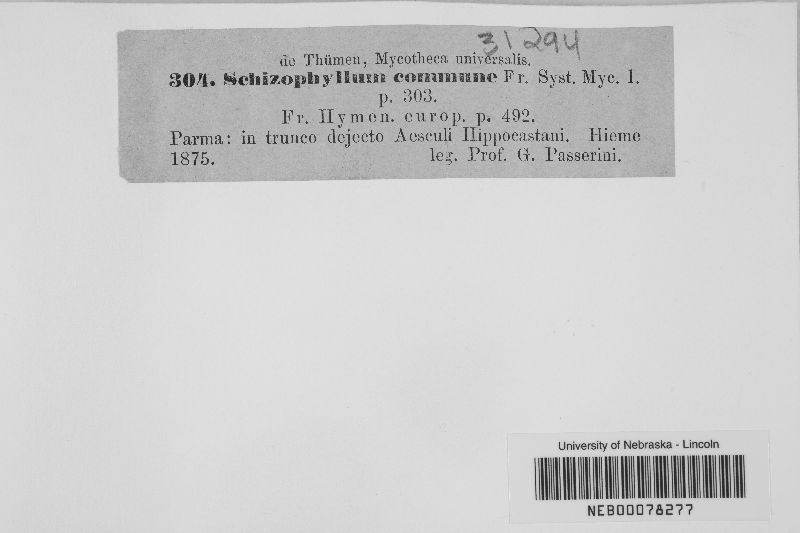 31294
de Thümen, Mycotheca universalis.
304. Schizophyllum commune Fr. Syst. Myc. I.
p. 303.
Fr. Hymen. europ. p. 492.
Parma: in trunco dejecto Aesculi Hippocastani. Hieme
1875. leg. Prof. G. Passerini.
University of Nebraska - Lincoln
NEB00078277